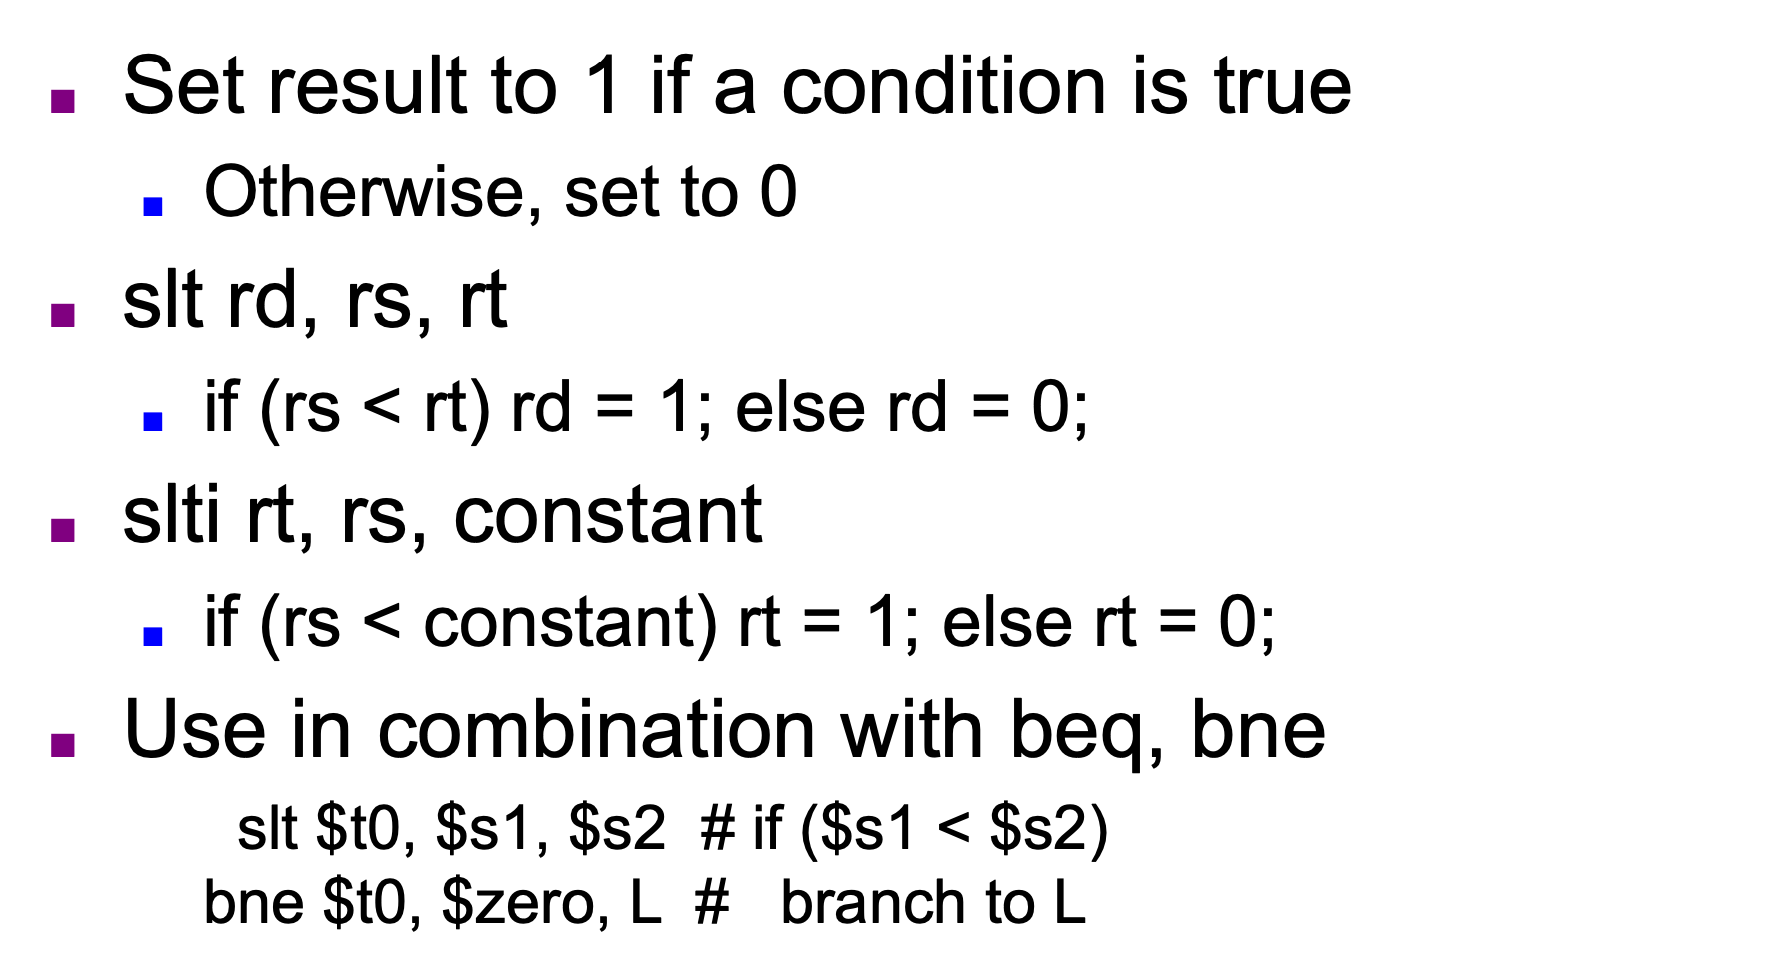 Set result to 1 if a condition is true
Otherwise, set to 0
slt rd, rs, rt
if (rs < rt) rd = 1; else rd = 0;
slti rt, rs, constant
if (rs < constant) rt = 1; else rt = 0;
Use in combination with beq, bne
slt $t0, $s1, $s2 # if ($s1 < $s2)
bne $t0, $zero, L # branch to L